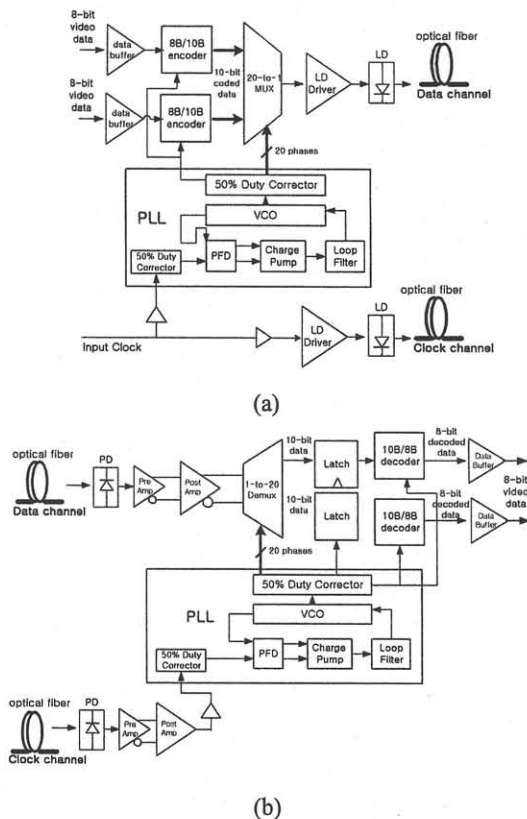 8-bit
video
data
data
buffer
8B/10B
encoder
10-bit
coded
data
20-to-1
MUX
LD
Driver
LD
optical fiber
Data channel
8-bit
video
data
data
buffer
8B/10B
encoder
20 phases
50% Duty Corrector
PLL
VCO
50% Duty
Corrector
PFD
Charge
Pump
Loop
Filter
Input Clock
LD
Driver
LD
optical fiber
Clock channel
(a)
optical fiber
Data channel
PD
Pre
Amp
Post
Amp
1-to-20
Demux
10-bit
data
Latch
10B/8B
decoder
8-bit
decoded data
Data
Buffer
8-bit
video
data
10-bit
data
Latch
10B/8B
decoder
8-bit
decoded data
Data
Buffer
20 phases
50% Duty Corrector
PLL
VCO
50% Duty
Corrector
PFD
Charge
Pump
Loop
Filter
optical fiber
Clock channel
PD
Pre
Amp
Post
Amp
(b)